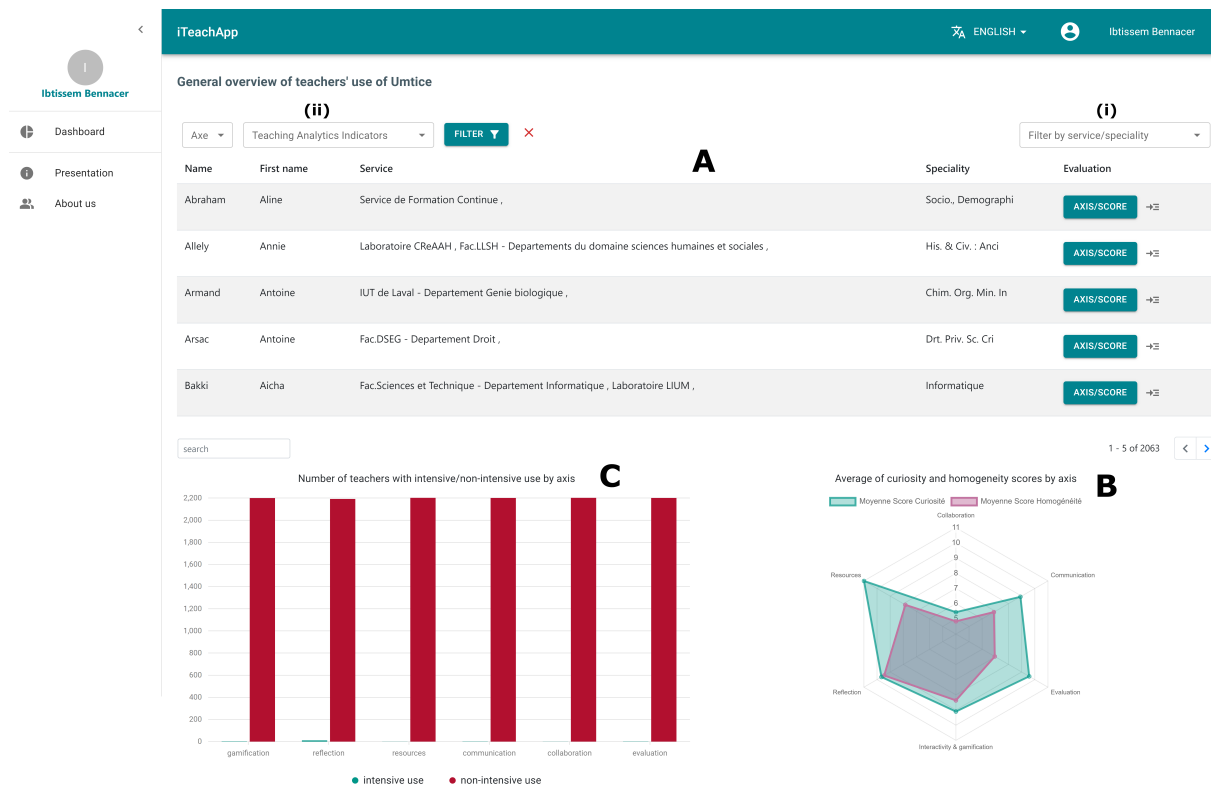 iTeachApp
ENGLISH
Ibtissem Bennacer
I
Ibtissem Bennacer
Dashboard
Presentation
About us
General overview of teachers' use of Umtice
(ii)
(i)
Axe
Teaching Analytics Indicators
FILTER
Filter by service/speciality
A
Name First name Service Speciality Evaluation
Abraham Aline Service de Formation Continue , Socio., Demographi AXIS/SCORE
Allely Annie Laboratoire CReAAH , Fac.LLSH - Departements du domaine sciences humaines et sociales , His. & Civ. : Anci AXIS/SCORE
Armand Antoine IUT de Laval - Departement Genie biologique , Chim. Org. Min. In AXIS/SCORE
Arsac Antoine Fac.DSEG - Departement Droit , Drt. Priv. Sc. Cri AXIS/SCORE
Bakki Aicha Fac.Sciences et Technique - Departement Informatique , Laboratoire LIUM , Informatique AXIS/SCORE
search
1 - 5 of 2063
Number of teachers with intensive/non-intensive use by axis
C
2,200
2,000
1,800
1,600
1,400
1,200
1,000
800
600
400
200
0
gamification reflection resources communication collaboration evaluation
intensive use non-intensive use
Average of curiosity and homogeneity scores by axis
B
Moyenne Score Curiosité Moyenne Score Homogénéité
Collaboration
11
10
9
8
7
6
5
Resources
Communication
Reflection
Evaluation
Interactivity & gamification